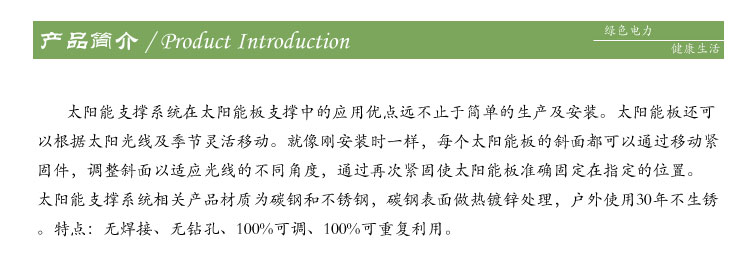 产品简介 / Product Introduction
绿色电力
健康生活
太阳能支撑系统在太阳能板支撑中的应用优点远不止于简单的生产及安装。太阳能板还可
以根据太阳光线及季节灵活移动。就像刚安装时一样，每个太阳能板的斜面都可以通过移动紧
固件，调整斜面以适应光线的不同角度，通过再次紧固使太阳能板准确固定在指定的位置。
太阳能支撑系统相关产品材质为碳钢和不锈钢，碳钢表面做热镀锌处理，户外使用30年不生锈
。特点：无焊接、无钻孔、100%可调、100%可重复利用。